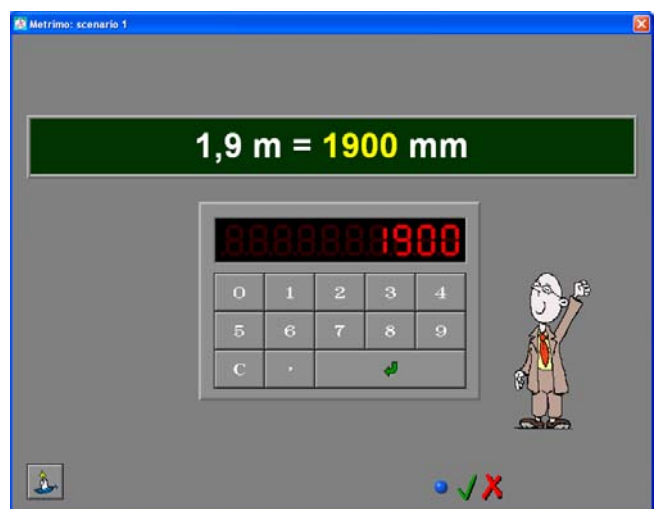 Metrimo: scenario 1
1,9 m = 1900 mm
1900
0 1 2 3 4
5 6 7 8 9
C ,